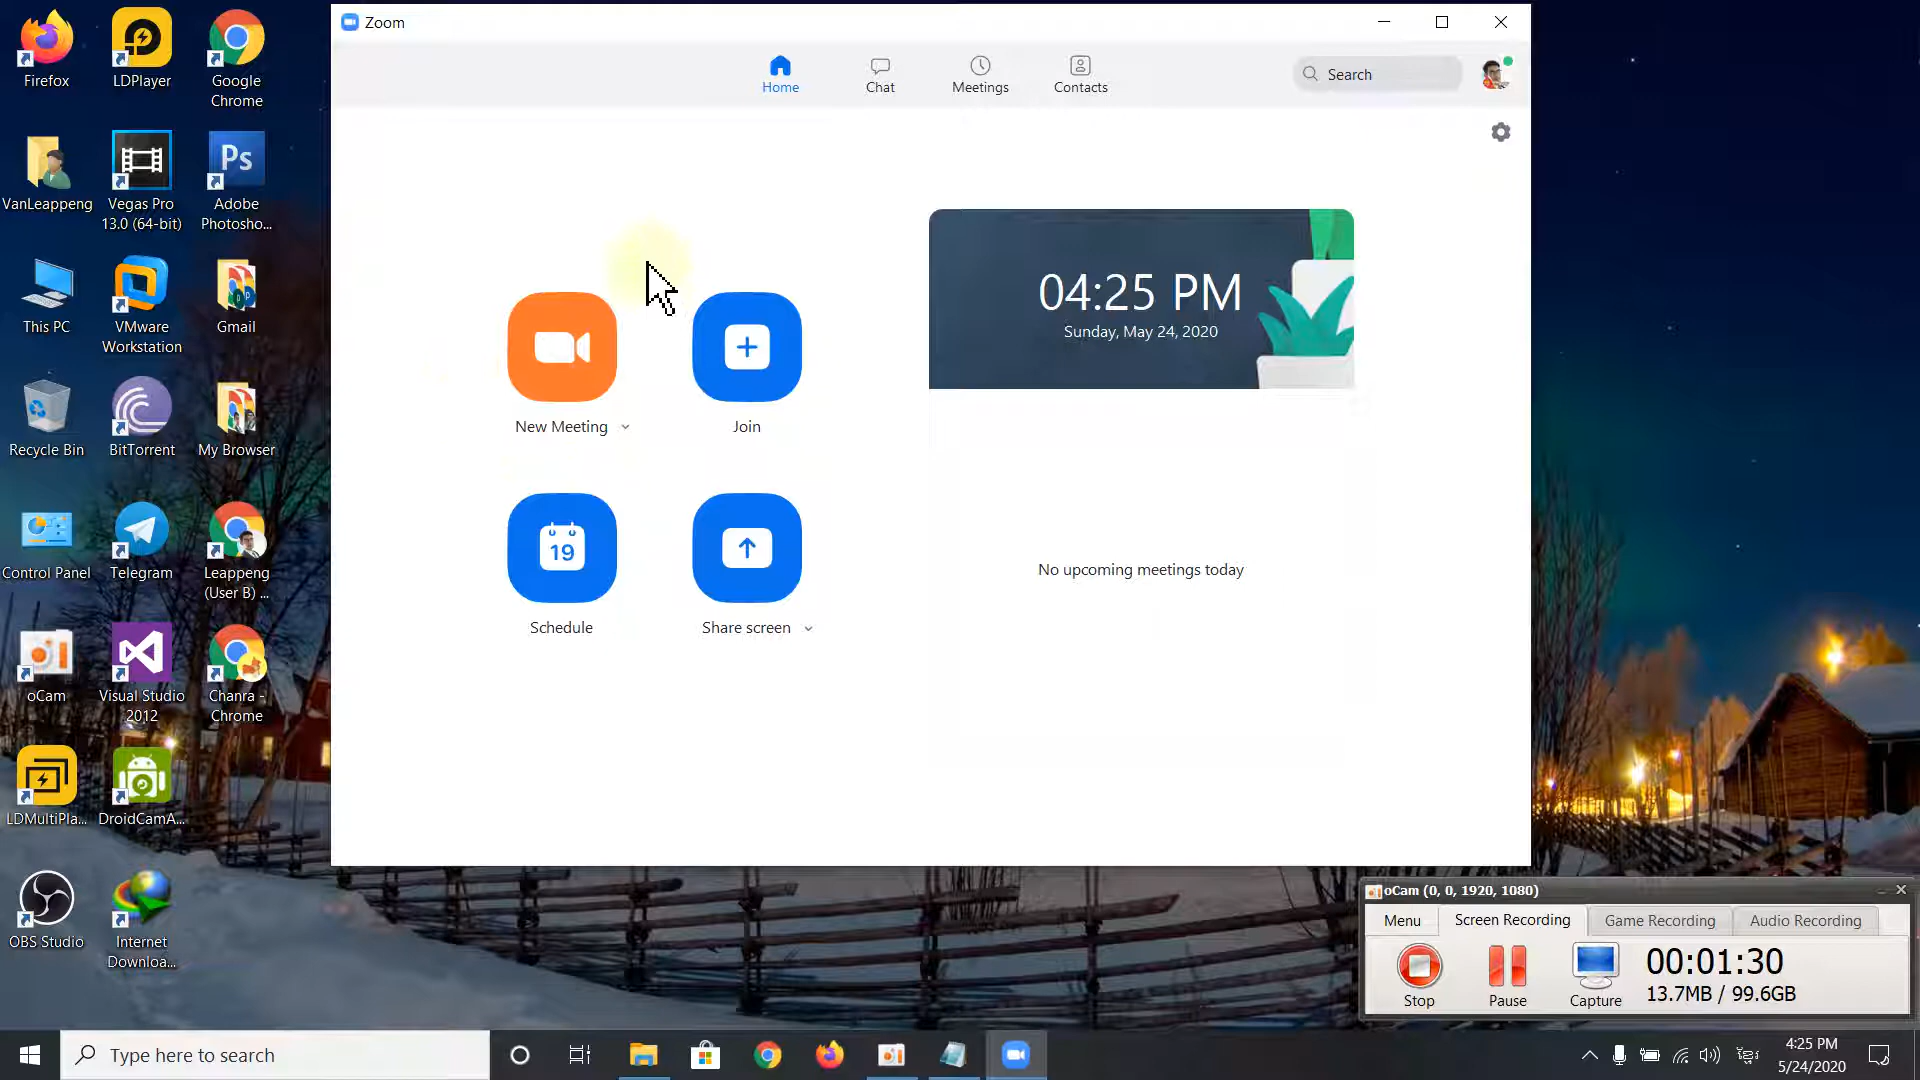 Firefox
LDPlayer
Google
Chrome
VanLeappeng
Vegas Pro
13.0 (64-bit)
Ps
Adobe
Photosho...
This PC
VMware
Workstation
Gmail
Recycle Bin
BitTorrent
My Browser
Control Panel
Telegram
Leappeng
(User B) ...
oCam
Visual Studio
2012
Chanra -
Chrome
LDMultiPla...
DroidCamA...
OBS Studio
Internet
Downloa...
Zoom
Home
Chat
Meetings
Contacts
Search
New Meeting
Join
19
Schedule
Share screen
04:25 PM
Sunday, May 24, 2020
No upcoming meetings today
oCam (0, 0, 1920, 1080)
Menu
Screen Recording
Game Recording
Audio Recording
Stop
Pause
Capture
00:01:30
13.7MB / 99.6GB
Type here to search
4:25 PM
5/24/2020